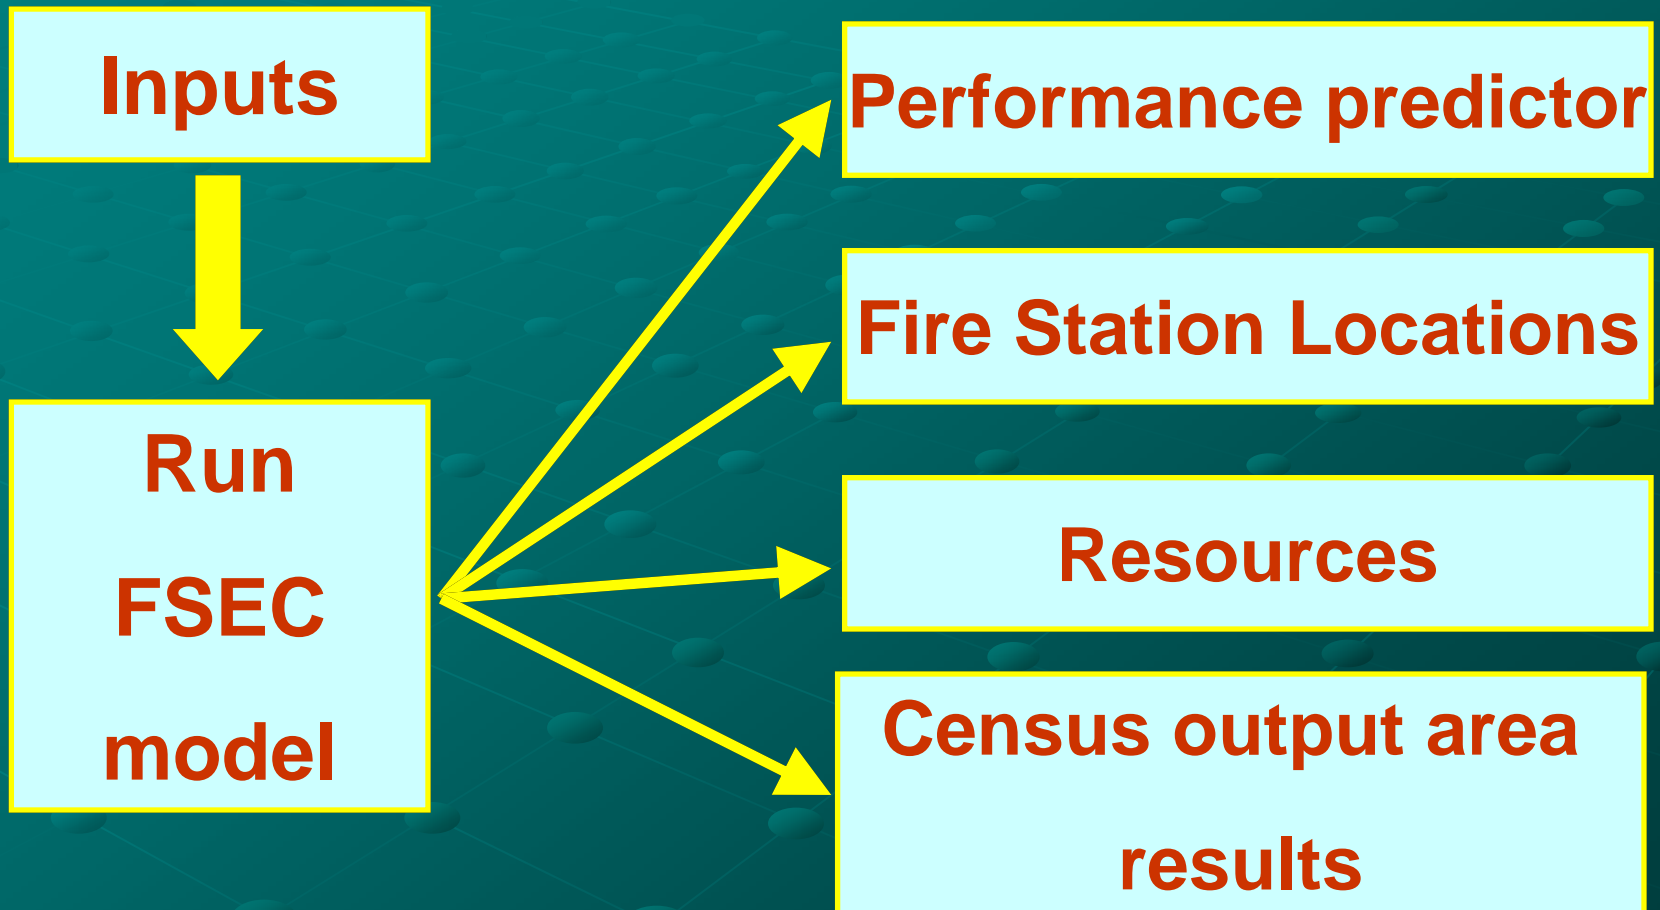 Inputs
Run
FSEC
model
Performance predictor
Fire Station Locations
Resources
Census output area
results